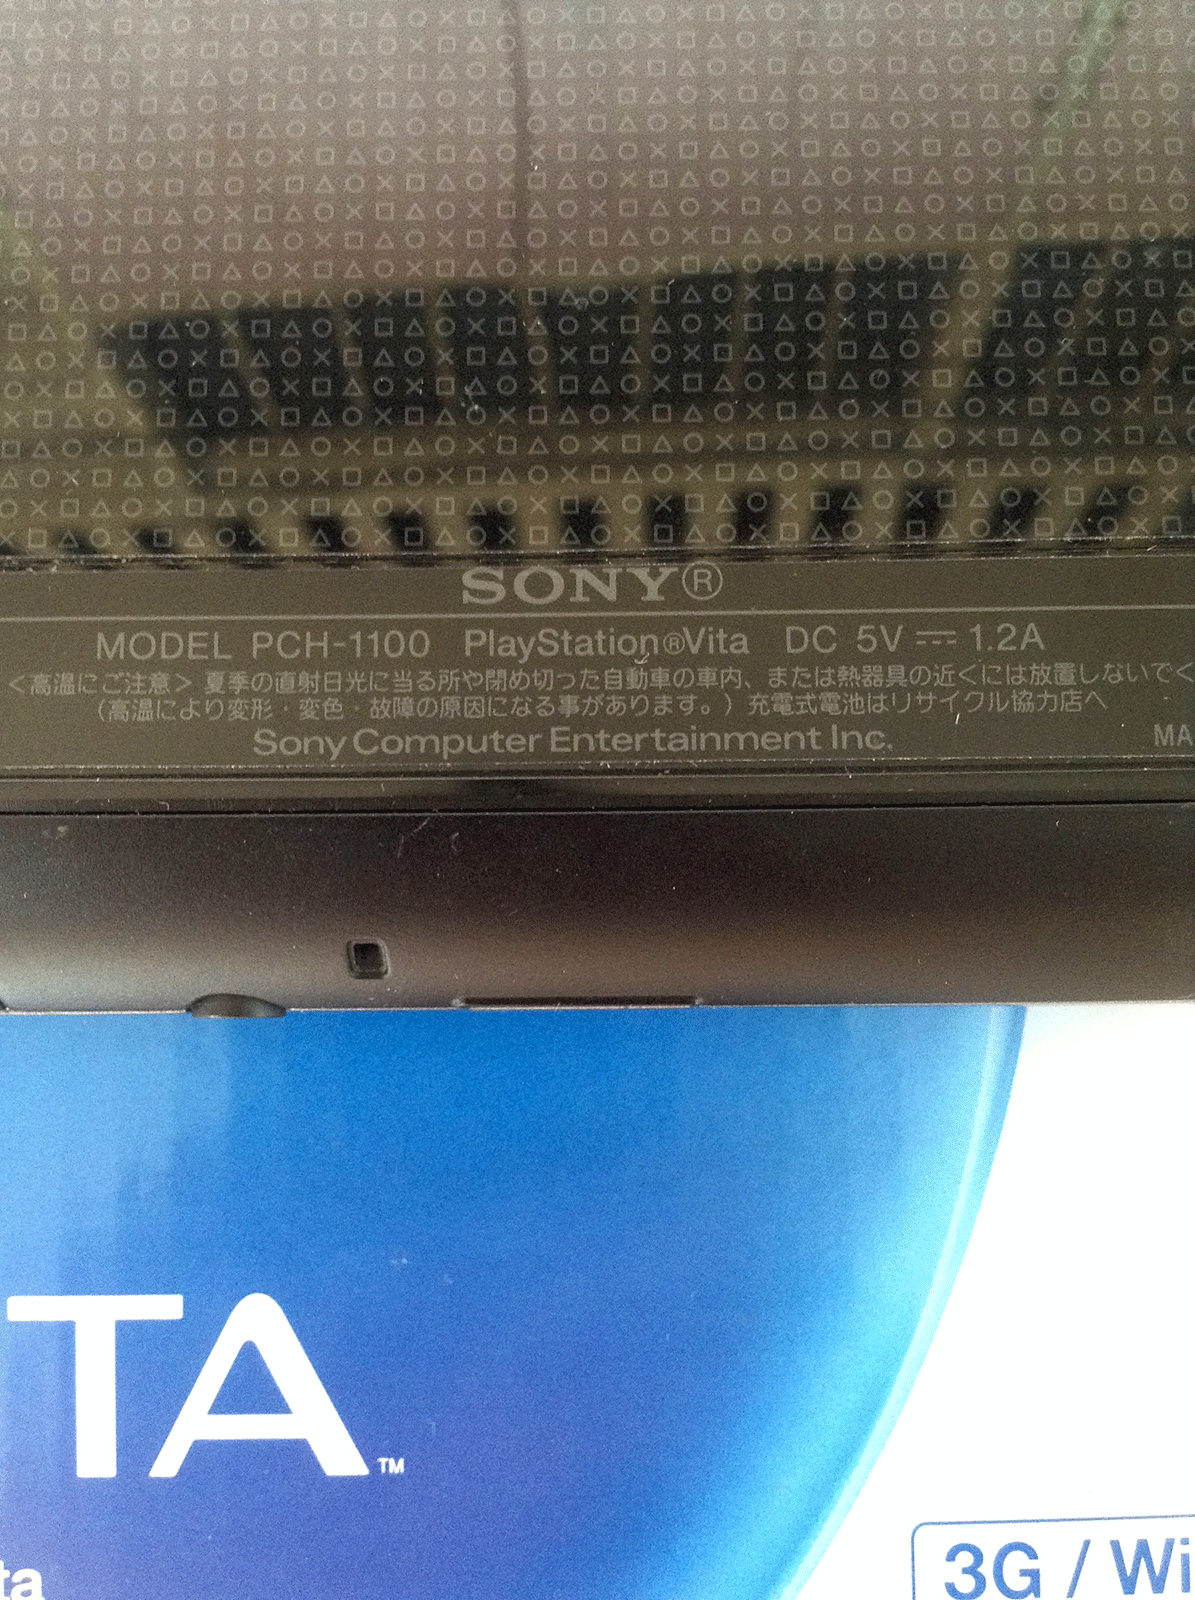 SONY®
MODEL PCH-1100 PlayStation®Vita DC 5V ⎓ 1.2A
<高温にご注意> 夏季の直射日光に当る所や閉め切った自動車の車内、または熱器具の近くには放置しないで
(高温により変形・変色・故障の原因になる事があります。) 充電式電池はリサイクル協力店へ
Sony Computer Entertainment Inc. MA
TA™
ta
3G / Wi